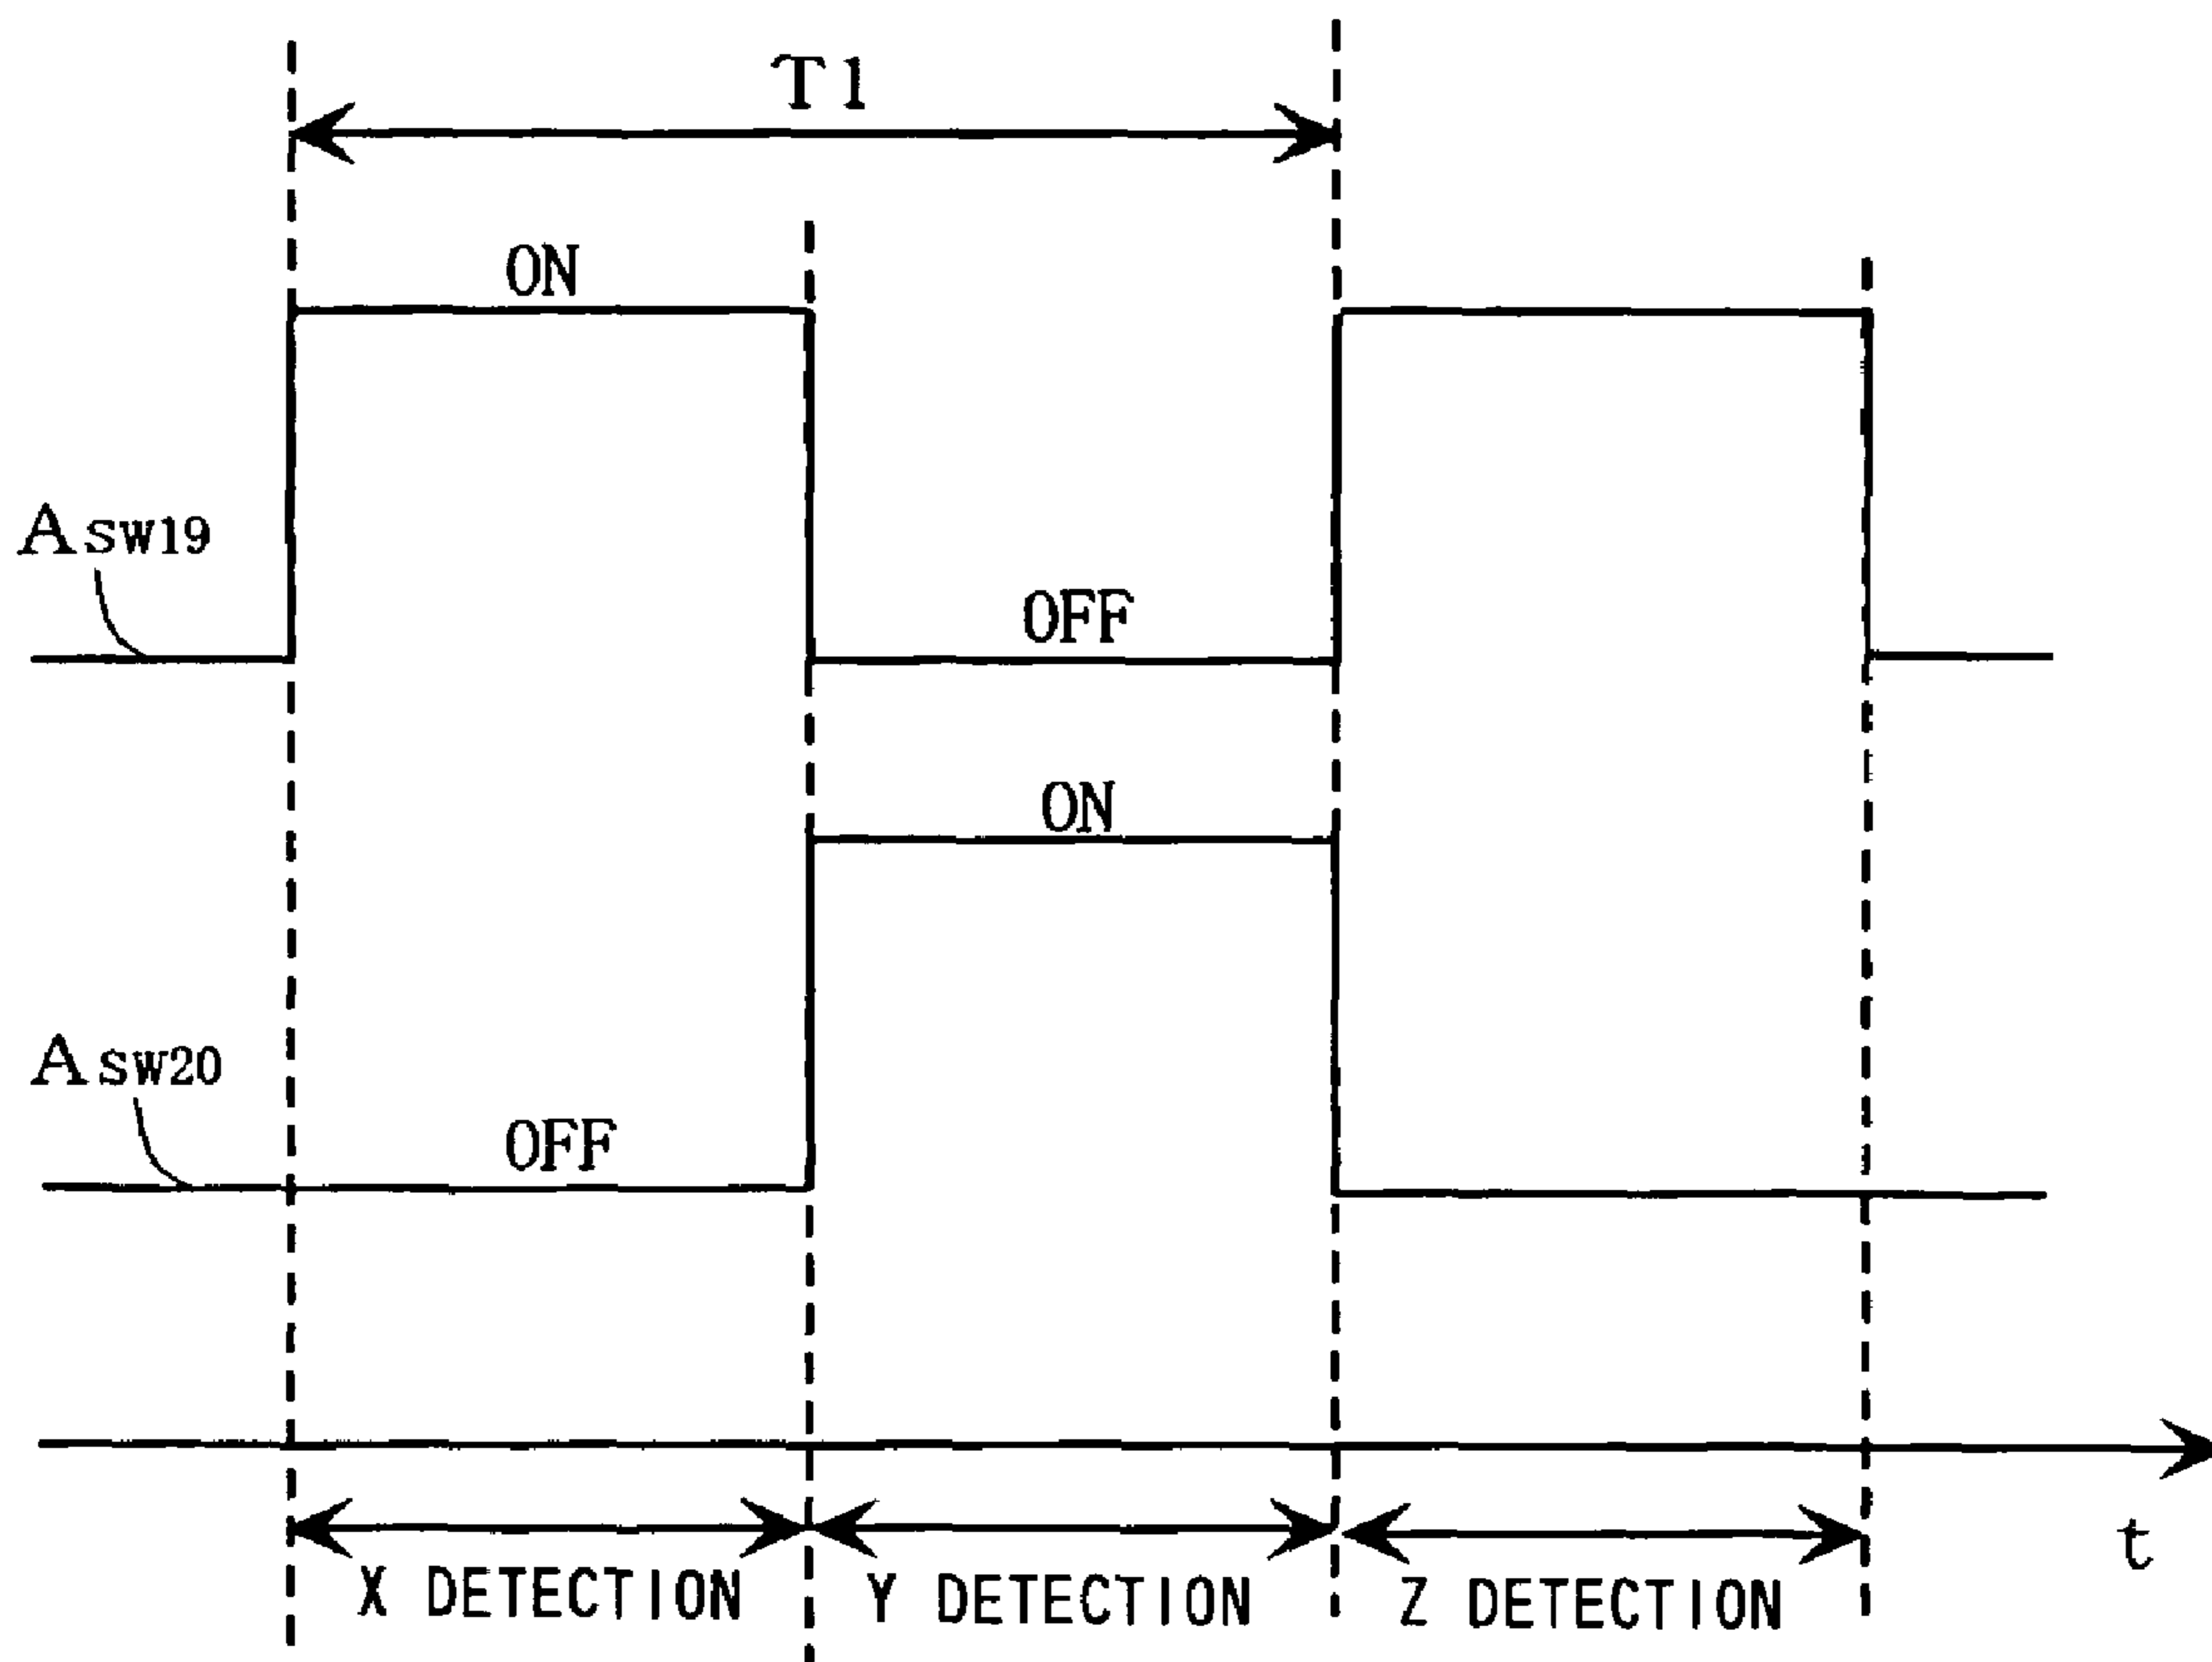 T1
ON
Asw19
OFF
ON
Asw20
OFF
X DETECTION
Y DETECTION
Z DETECTION
t